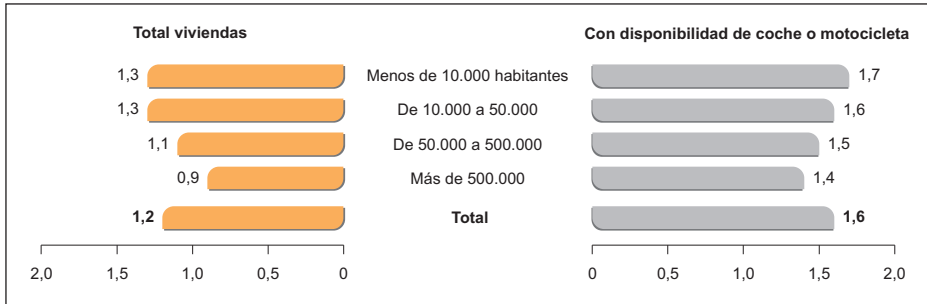 Total viviendas
Con disponibilidad de coche o motocicleta
1,3 Menos de 10.000 habitantes 1,7
1,3 De 10.000 a 50.000 1,6
1,1 De 50.000 a 500.000 1,5
0,9 Más de 500.000 1,4
1,2 Total 1,6
2,0 1,5 1,0 0,5 0 0 0,5 1,0 1,5 2,0